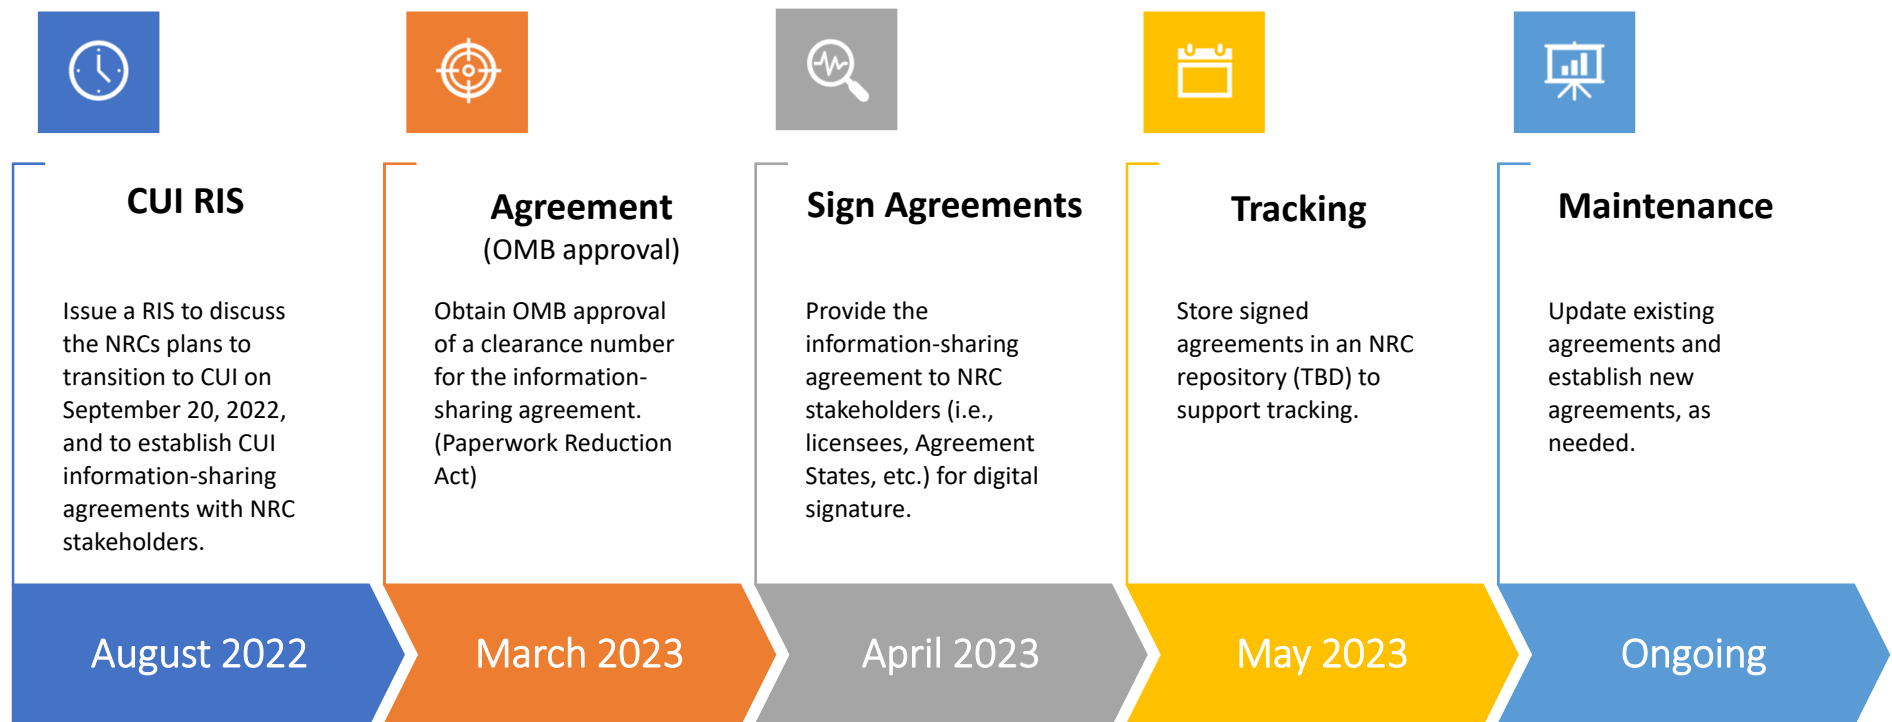 CUI RIS
Issue a RIS to discuss
the NRCs plans to
transition to CUI on
September 20, 2022,
and to establish CUI
information-sharing
agreements with NRC
stakeholders.
August 2022
Agreement
(OMB approval)
Obtain OMB approval
of a clearance number
for the information-
sharing agreement.
(Paperwork Reduction
Act)
March 2023
Sign Agreements
Provide the
information-sharing
agreement to NRC
stakeholders (i.e.,
licensees, Agreement
States, etc.) for digital
signature.
April 2023
Tracking
Store signed
agreements in an NRC
repository (TBD) to
support tracking.
May 2023
Maintenance
Update existing
agreements and
establish new
agreements, as
needed.
Ongoing